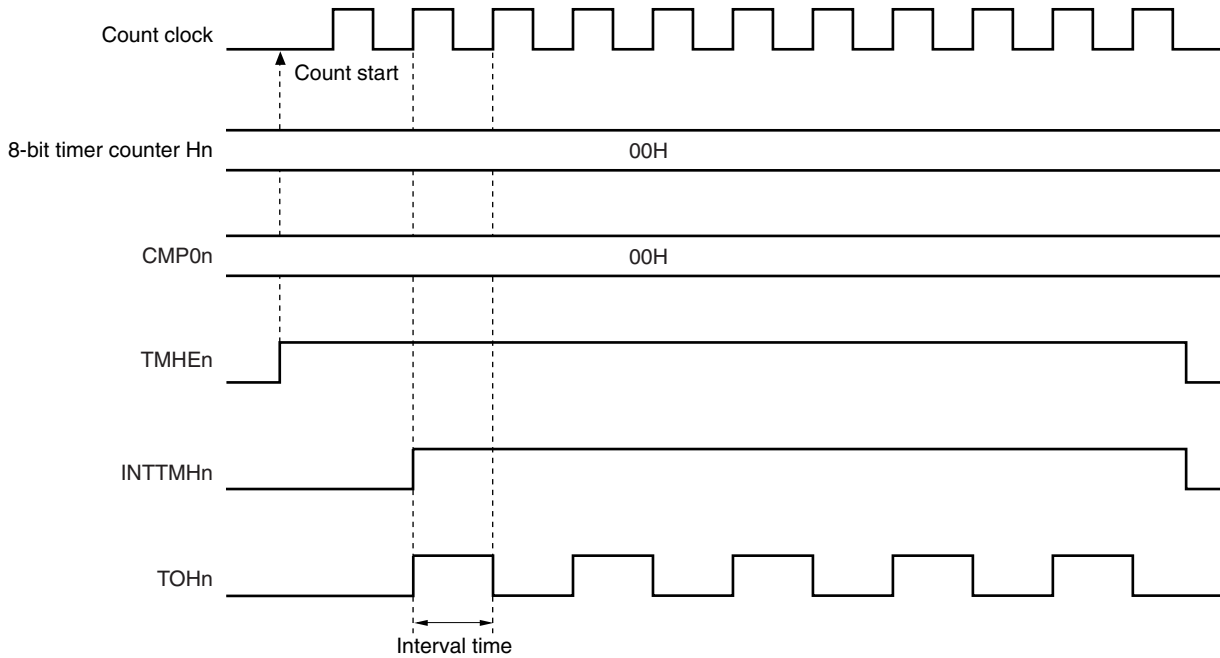 Count clock
Count start
8-bit timer counter Hn
00H
CMP0n
00H
TMHEn
INTTMHn
TOHn
Interval time